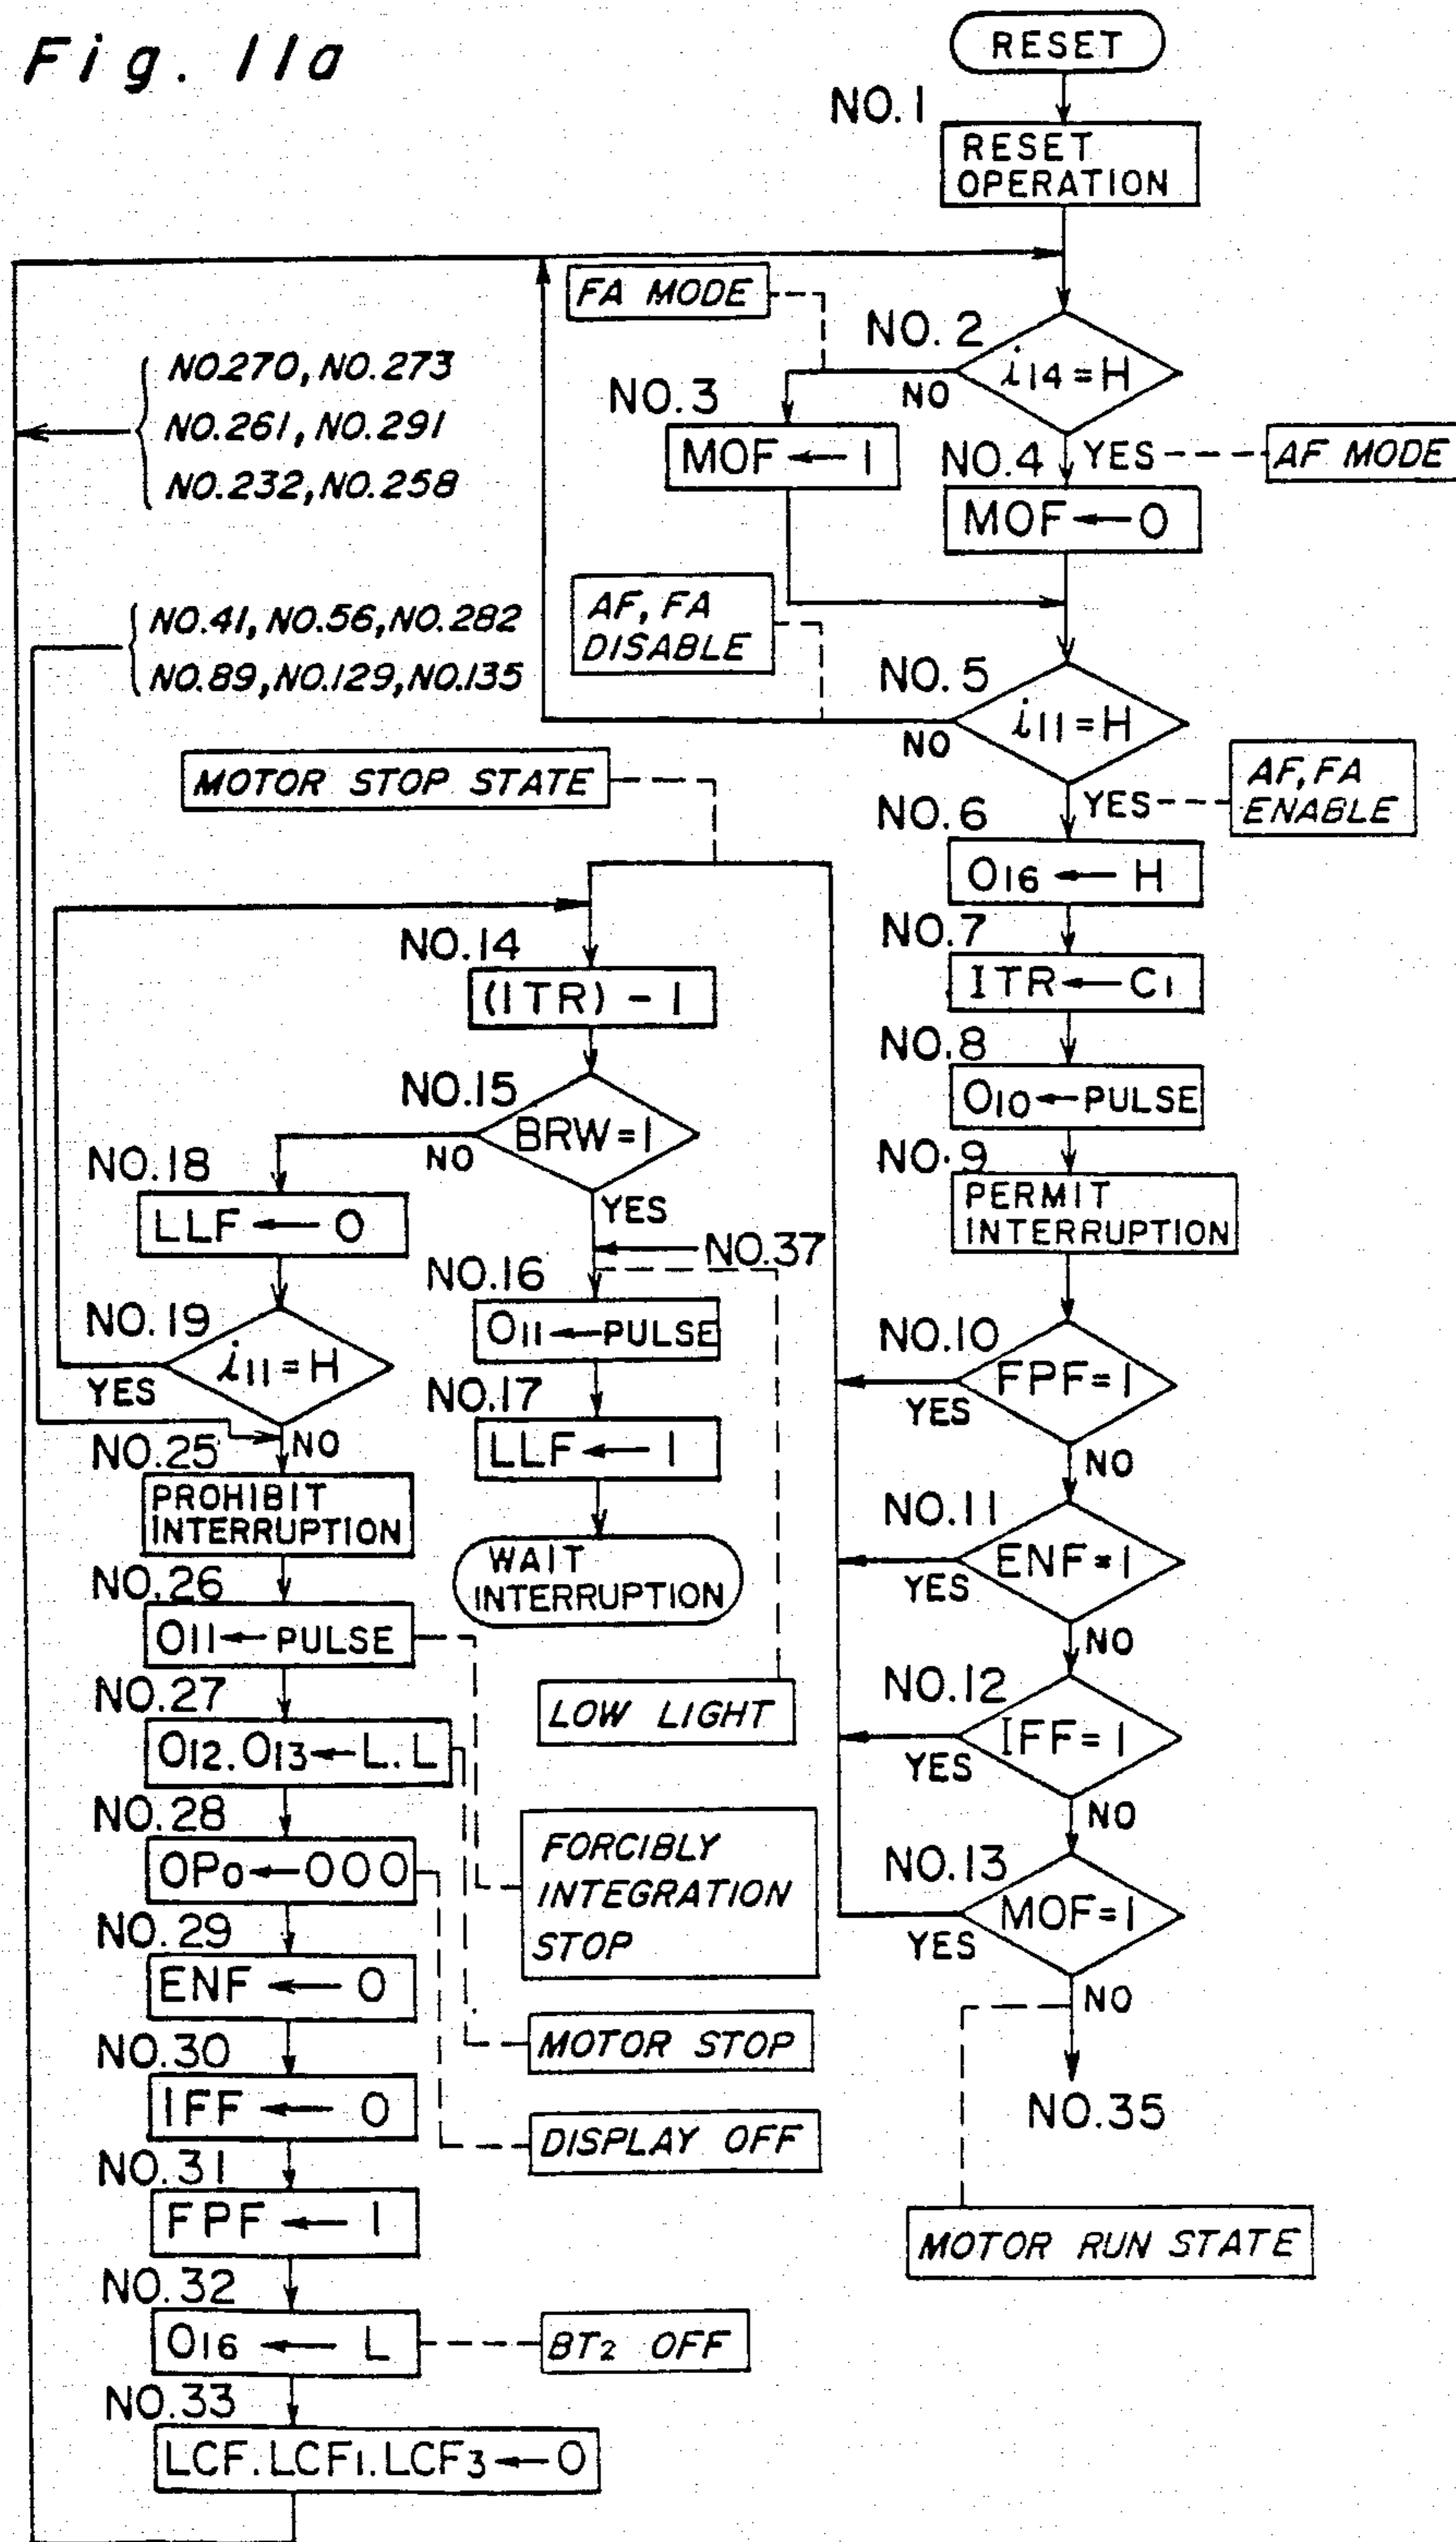 Fig. 11a
RESET
NO.1
RESET
OPERATION
FA MODE
NO. 2
i14=H
NO
NO.270, NO.273
NO.261, NO.291
NO.232, NO.258
NO.3
MOF ← 1
NO.4
YES
AF MODE
MOF ← 0
NO.41, NO.56, NO.282
NO.89, NO.129, NO.135
AF, FA
DISABLE
NO. 5
i11=H
NO
MOTOR STOP STATE
YES
AF, FA
ENABLE
NO.6
O16 ← H
NO.7
ITR ← C1
NO.8
O10 ← PULSE
NO.9
PERMIT
INTERRUPTION
NO.14
(ITR) - 1
NO.15
BRW=1
NO
YES
NO.18
LLF ← 0
NO.37
NO.16
O11 ← PULSE
NO.19
i11=H
YES
NO
NO.17
LLF ← 1
WAIT
INTERRUPTION
LOW LIGHT
NO.10
FPF=1
YES
NO
NO.11
ENF=1
YES
NO
NO.12
IFF=1
YES
NO
NO.13
MOF=1
YES
NO
NO.35
MOTOR RUN STATE
NO.25
PROHIBIT
INTERRUPTION
NO.26
O11 ← PULSE
NO.27
O12.O13 ← L.L
NO.28
OP0 ← 000
FORCIBLY
INTEGRATION
STOP
NO.29
ENF ← 0
MOTOR STOP
NO.30
IFF ← 0
DISPLAY OFF
NO.31
FPF ← 1
NO.32
O16 ← L
BT2 OFF
NO.33
LCF.LCF1.LCF3 ← 0